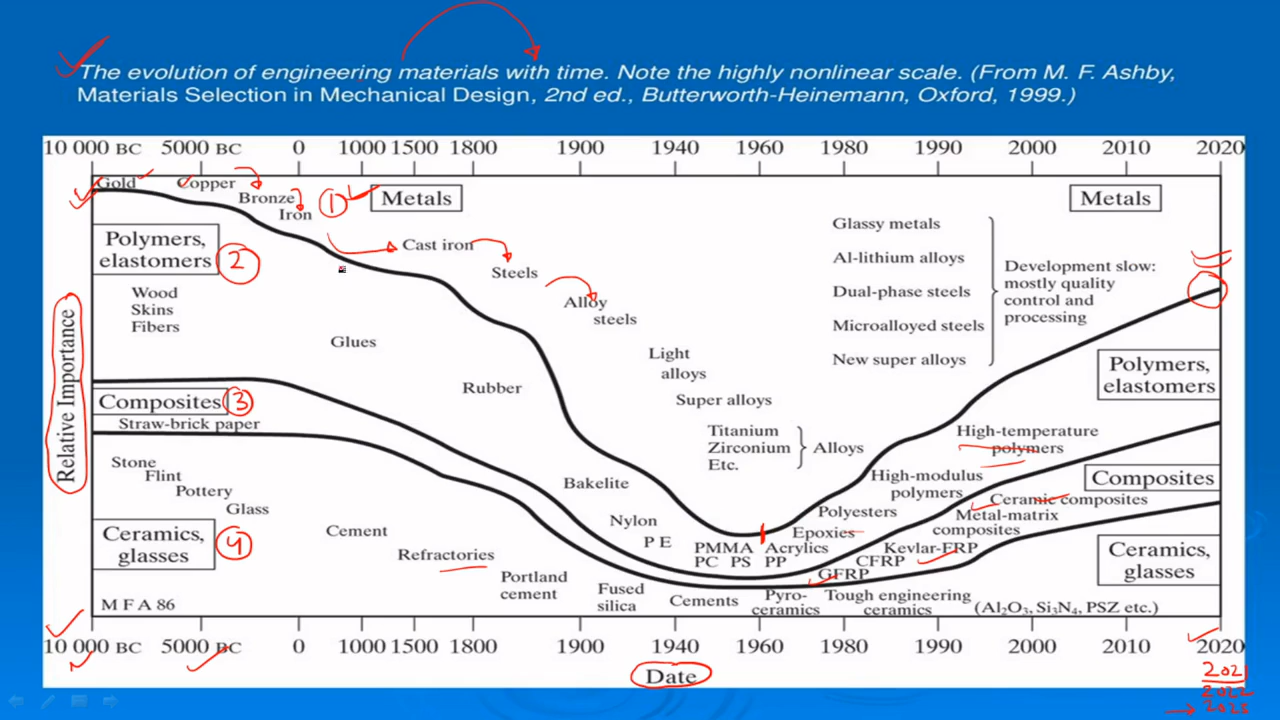 The evolution of engineering materials with time. Note the highly nonlinear scale. (From M. F. Ashby,
Materials Selection in Mechanical Design, 2nd ed., Butterworth-Heinemann, Oxford, 1999.)
10 000 BC 5000 BC 0 1000 1500 1800 1900 1940 1960 1980 1990 2000 2010 2020
Gold
Copper
Bronze
Iron
1
Metals
Metals
Polymers,
elastomers
2
Cast iron
Steels
Alloy
steels
Glassy metals
Al-lithium alloys
Dual-phase steels
Microalloyed steels
New super alloys
Development slow:
mostly quality
control and
processing
Wood
Skins
Fibers
Glues
Rubber
Light
alloys
Super alloys
Titanium
Zirconium
Etc.
Alloys
Polymers,
elastomers
Relative Importance
Composites
3
Straw-brick paper
High-temperature
polymers
High-modulus
polymers
Composites
Stone
Flint
Pottery
Glass
Bakelite
Nylon
P E
PMMA
PC PS
Acrylics
PP
Epoxies
Polyesters
Ceramic composites
Metal-matrix
composites
Kevlar-FRP
CFRP
GFRP
Ceramics,
glasses
4
Cement
Refractories
Portland
cement
Fused
silica
Cements
Pyro-
ceramics
Tough engineering
ceramics
(Al₂O₃, Si₃N₄, PSZ etc.)
Ceramics,
glasses
M F A 86
10 000 BC 5000 BC 0 1000 1500 1800 1900 1940 1960 1980 1990 2000 2010 2020
Date
2021
2022
2025